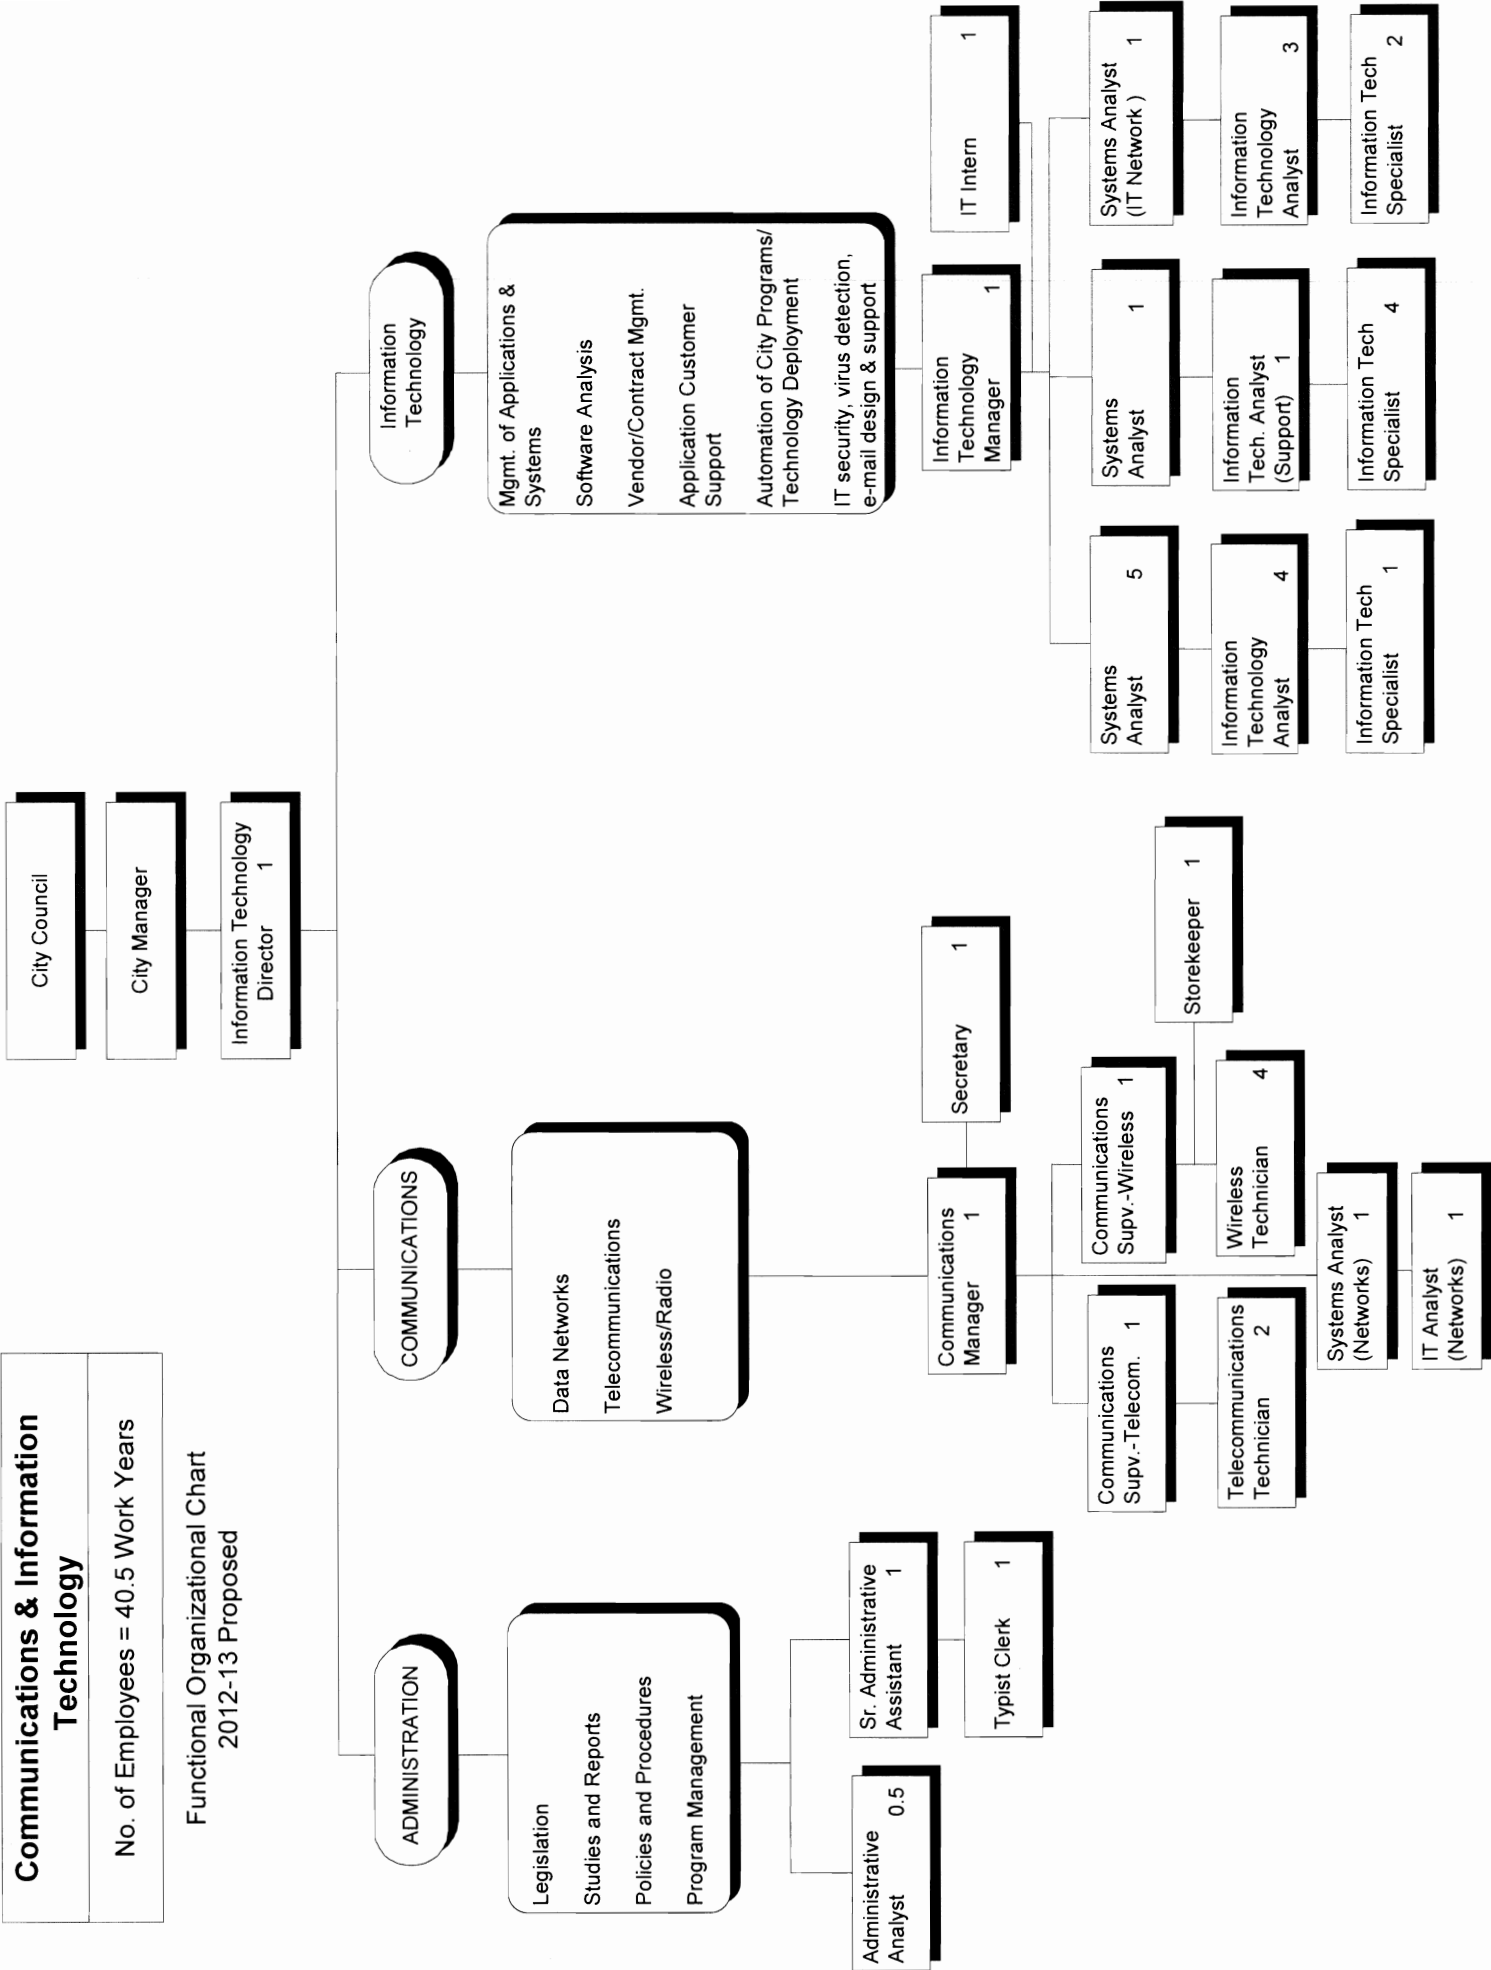 Communications & Information
Technology
No. of Employees = 40.5 Work Years
Functional Organizational Chart
2012-13 Proposed
City Council
City Manager
Information Technology
Director 1
ADMINISTRATION
Legislation
Studies and Reports
Policies and Procedures
Program Management
Administrative
Analyst 0.5
Sr. Administrative
Assistant 1
Typist Clerk 1
COMMUNICATIONS
Data Networks
Telecommunications
Wireless/Radio
Communications
Manager 1
Secretary 1
Communications
Supv.-Telecom. 1
Telecommunications
Technician 2
Communications
Supv.-Wireless 1
Storekeeper 1
Wireless
Technician 4
Systems Analyst
(Networks) 1
IT Analyst
(Networks) 1
Information
Technology
Mgmt. of Applications &
Systems
Software Analysis
Vendor/Contract Mgmt.
Application Customer
Support
Automation of City Programs/
Technology Deployment
IT security, virus detection,
e-mail design & support
Information
Technology
Manager 1
IT Intern 1
Systems
Analyst 5
Information
Technology
Analyst 4
Information Tech
Specialist 1
Systems
Analyst 1
Information
Tech. Analyst
(Support) 1
Information Tech
Specialist 4
Systems Analyst
(IT Network ) 1
Information
Technology
Analyst 3
Information Tech
Specialist 2